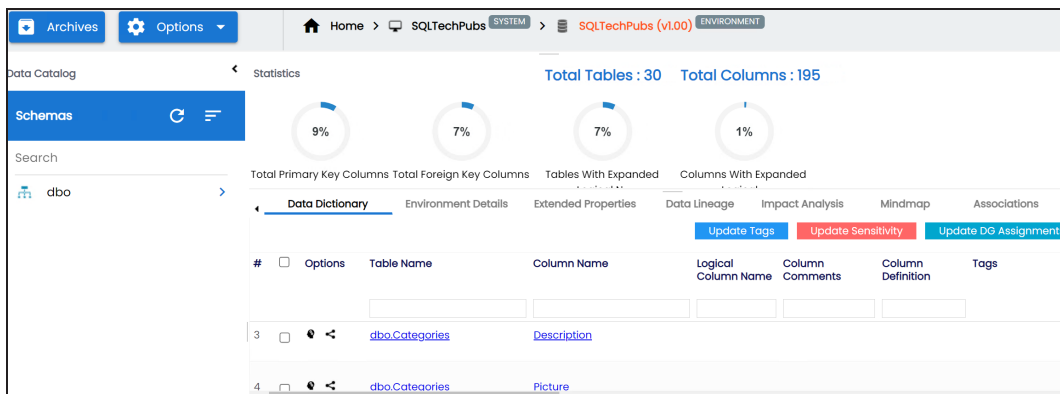 Archives Options Home > SQLTechPubs SYSTEM > SQLTechPubs (v1.00) ENVIRONMENT
Data Catalog
Statistics
Total Tables : 30 Total Columns : 195
Schemas
Search
dbo
9% 7% 7% 1%
Total Primary Key Columns Total Foreign Key Columns Tables With Expanded Columns With Expanded
Data Dictionary Environment Details Extended Properties Data Lineage Impact Analysis Mindmap Associations
Update Tags Update Sensitivity Update DG Assignment
# Options Table Name Column Name Logical Column Column Tags
Column Name Comments Definition
3 dbo.Categories Description
4 dbo.Categories Picture